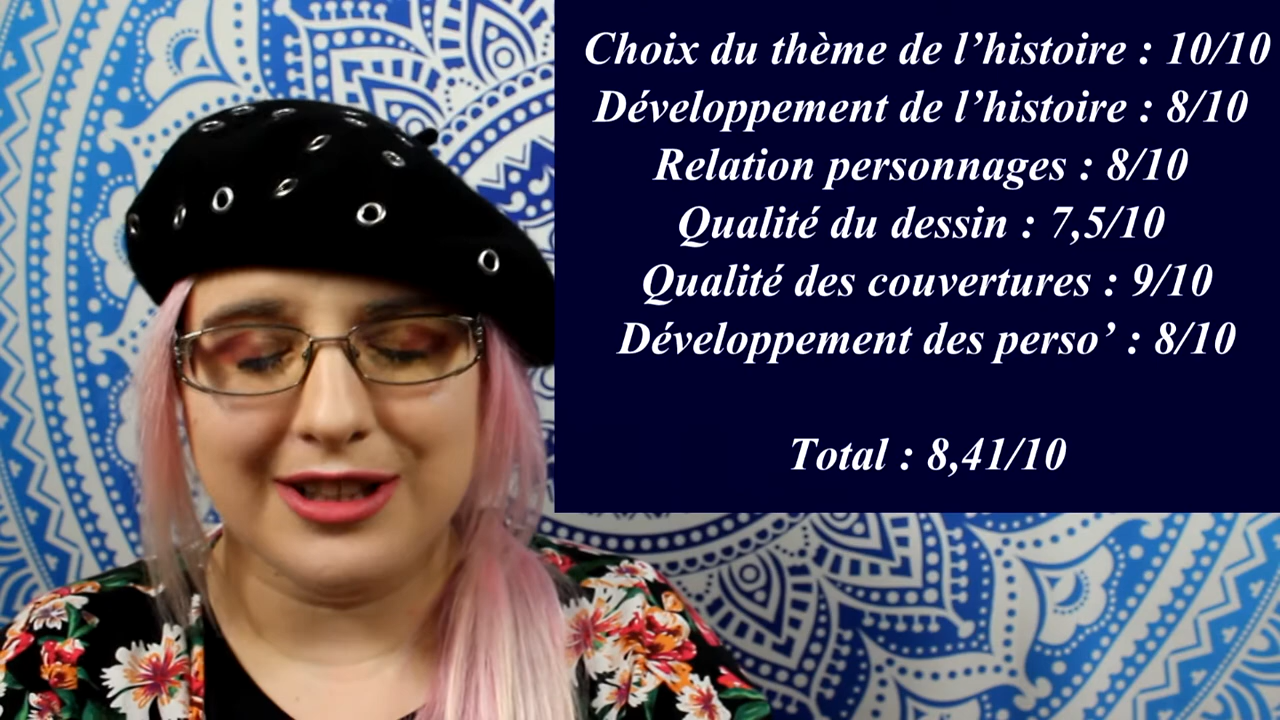 Choix du thème de l’histoire : 10/10
Développement de l’histoire : 8/10
Relation personnages : 8/10
Qualité du dessin : 7,5/10
Qualité des couvertures : 9/10
Développement des perso’ : 8/10
Total : 8,41/10